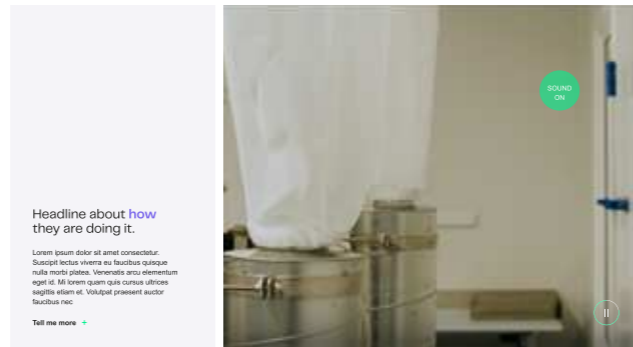 Headline about how
they are doing it.
Lorem ipsum dolor sit amet consectetur.
Suscipit lectus viverra eu faucibus quisque
nulla morbi platea. Venenatis arcu elementum
eget id. Mi lorem quam quis cursus ultrices
sagittis etiam et. Volutpat praesent auctor
faucibus nec
Tell me more +
SOUND
ON